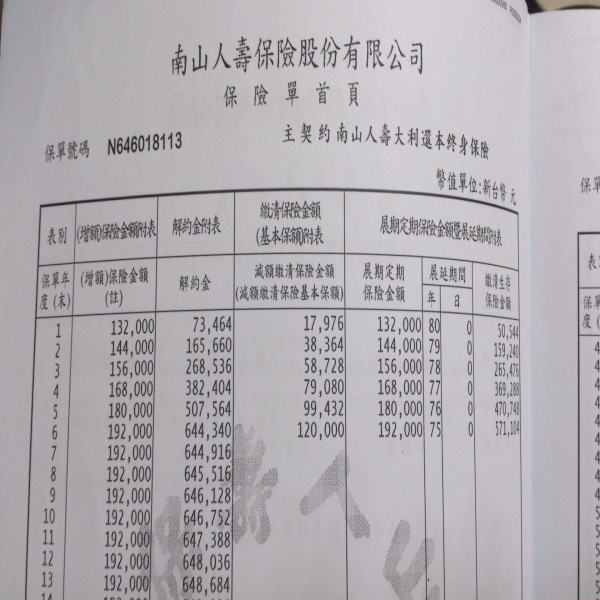 南山人壽保險股份有限公司
保險單首頁
保單號碼 N646018113 主契約 南山人壽大利還本終身保險
幣值單位:新台幣 元
表別 (增額)保險金額附表 解約金附表 繳清保險金額 展期定期保險金額暨展延期間附表
(基本保額)附表
保單年 (增額)保險金額 解約金 減額繳清保險金額 展期定期 展延期間 繳清生存
度(末) (註) (減額繳清保險基本保額) 保險金額 年 日 保險金額
1 132,000 73,464 17,976 132,000 80 0 50,544
2 144,000 165,660 38,364 144,000 79 0 159,240
3 156,000 268,536 58,728 156,000 78 0 265,476
4 168,000 382,404 79,080 168,000 77 0 369,288
5 180,000 507,564 99,432 180,000 76 0 470,748
6 192,000 644,340 120,000 192,000 75 0 571,104
7 192,000 644,916
8 192,000 645,516
9 192,000 646,128
10 192,000 646,752
11 192,000 647,388
12 192,000 648,036
13 192,000 648,684
14